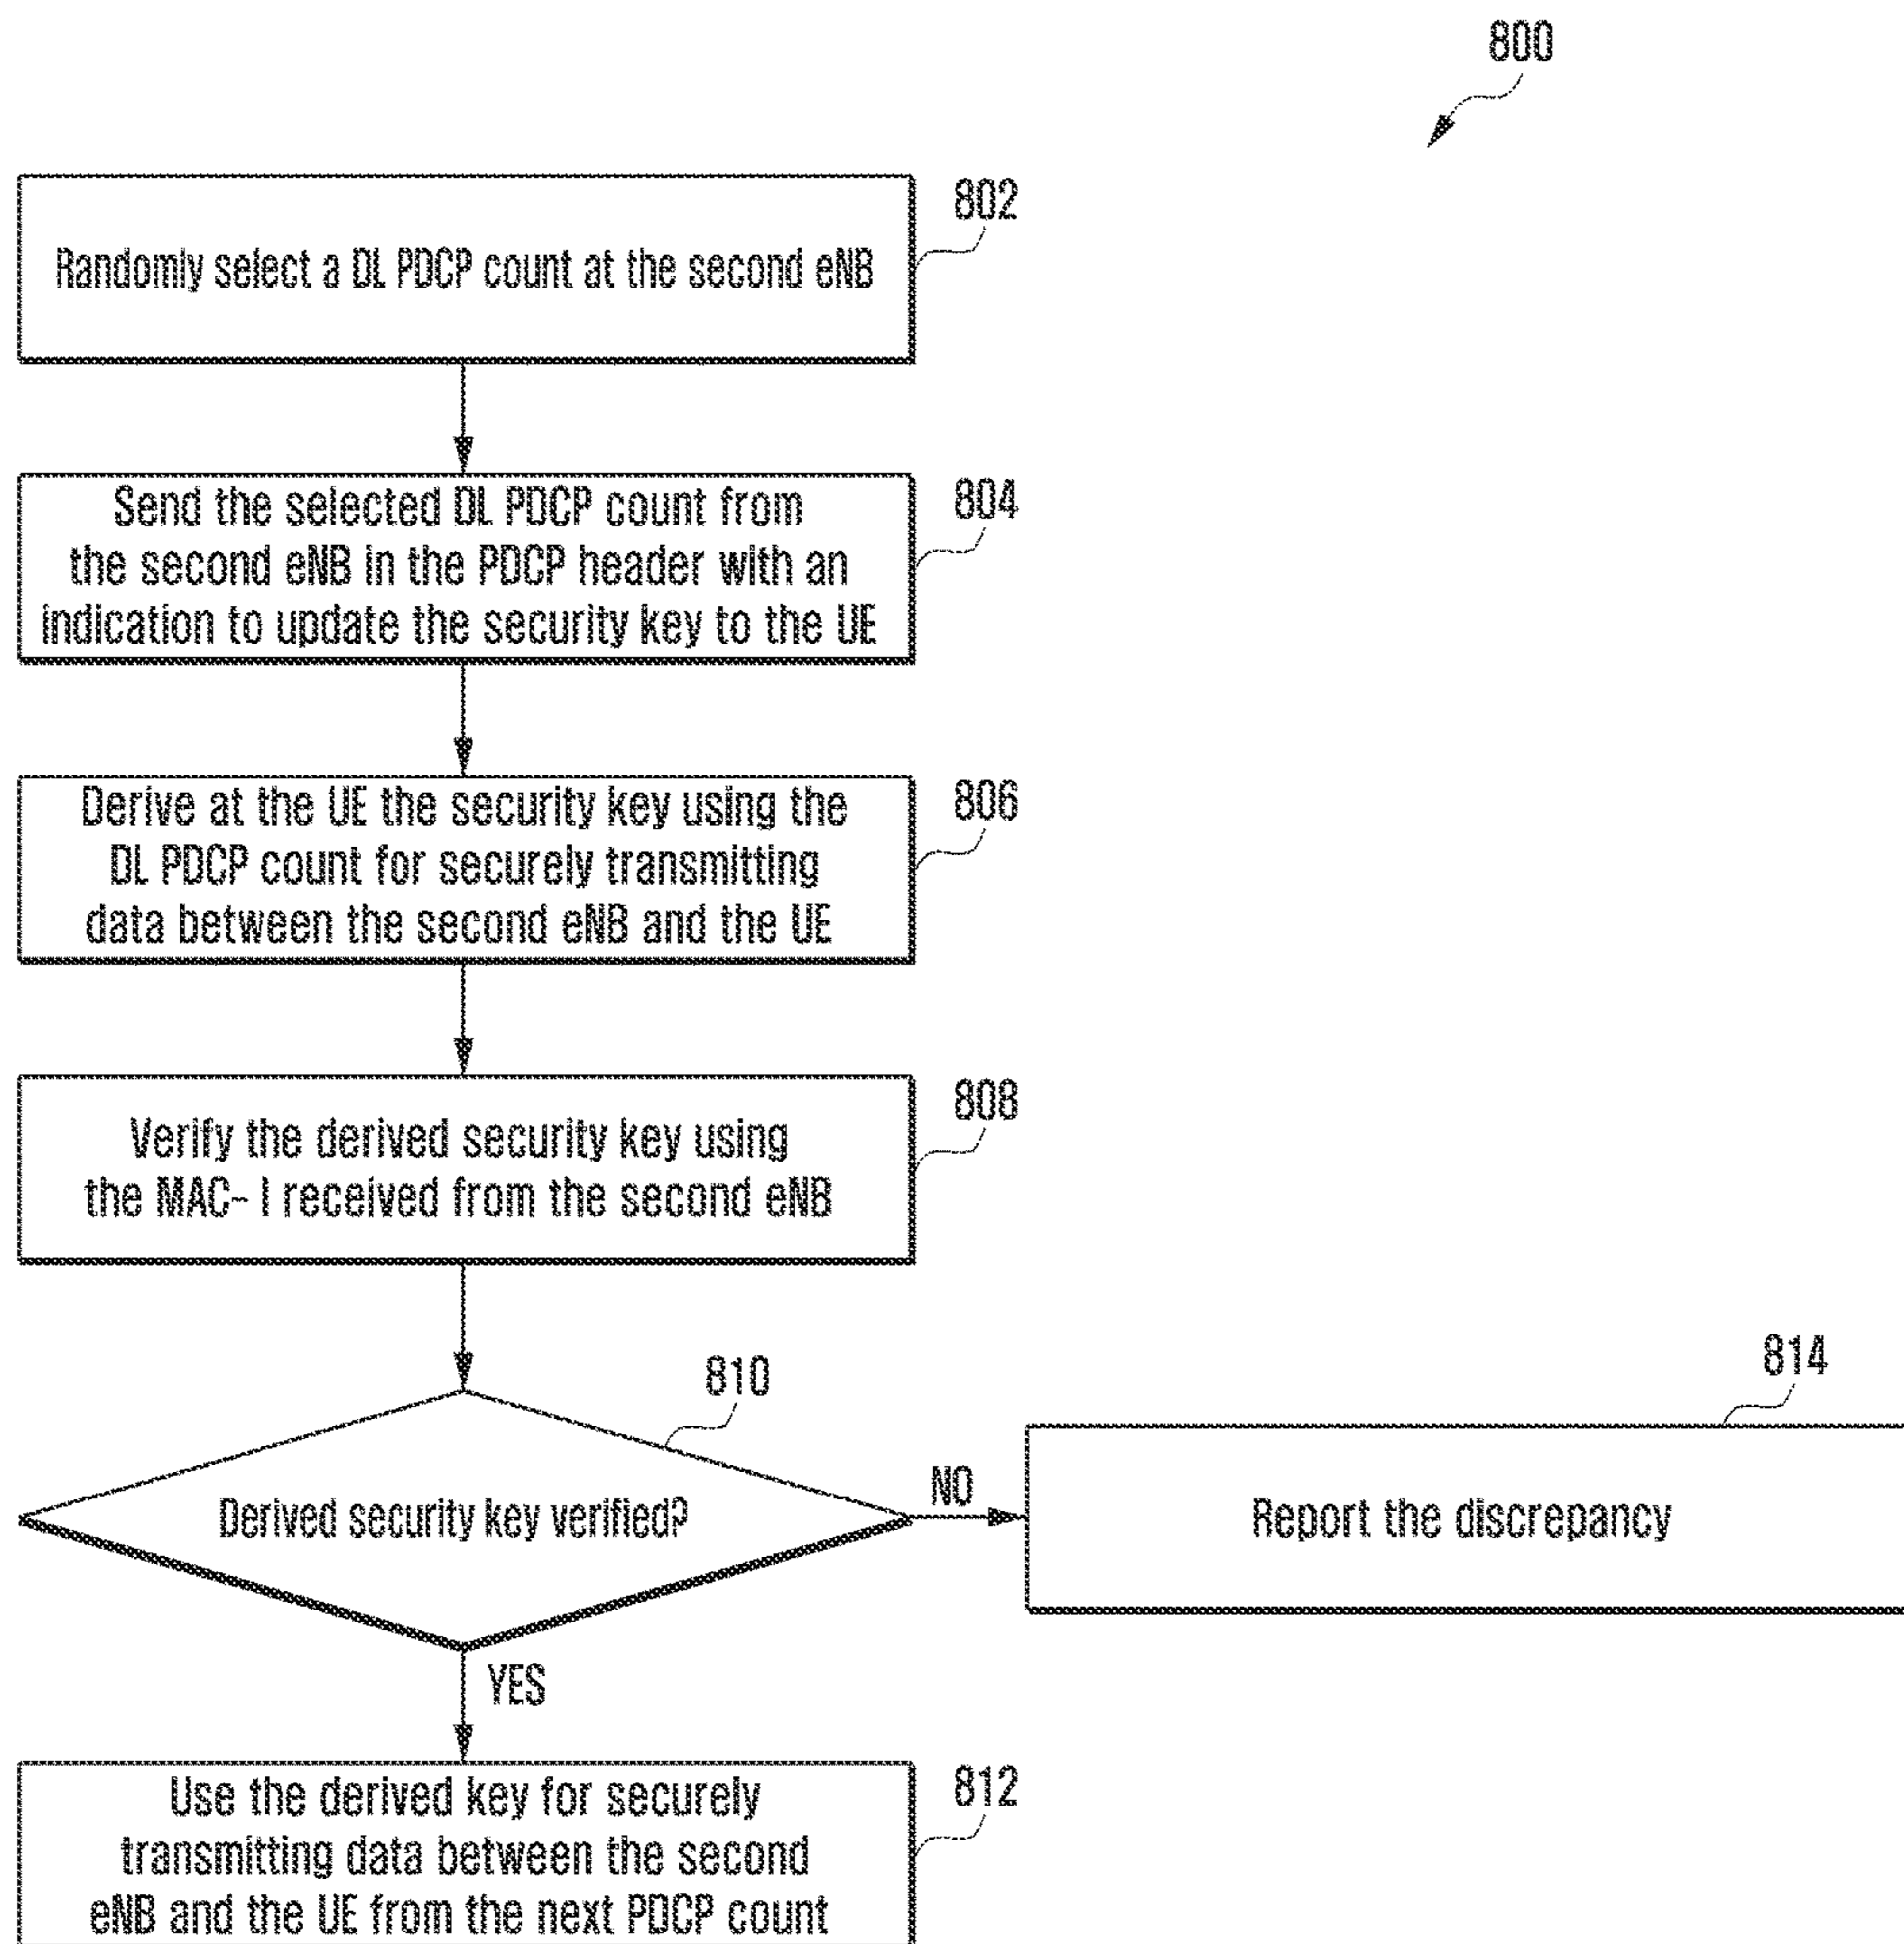 800
802
Randomly select a DL PDCP count at the second eNB
804
Send the selected DL PDCP count from
the second eNB in the PDCP header with an
indication to update the security key to the UE
806
Derive at the UE the security key using the
DL PDCP count for securely transmitting
data between the second eNB and the UE
808
Verify the derived security key using
the MAC- I received from the second eNB
810
Derived security key verified?
NO
814
Report the discrepancy
YES
812
Use the derived key for securely
transmitting data between the second
eNB and the UE from the next PDCP count